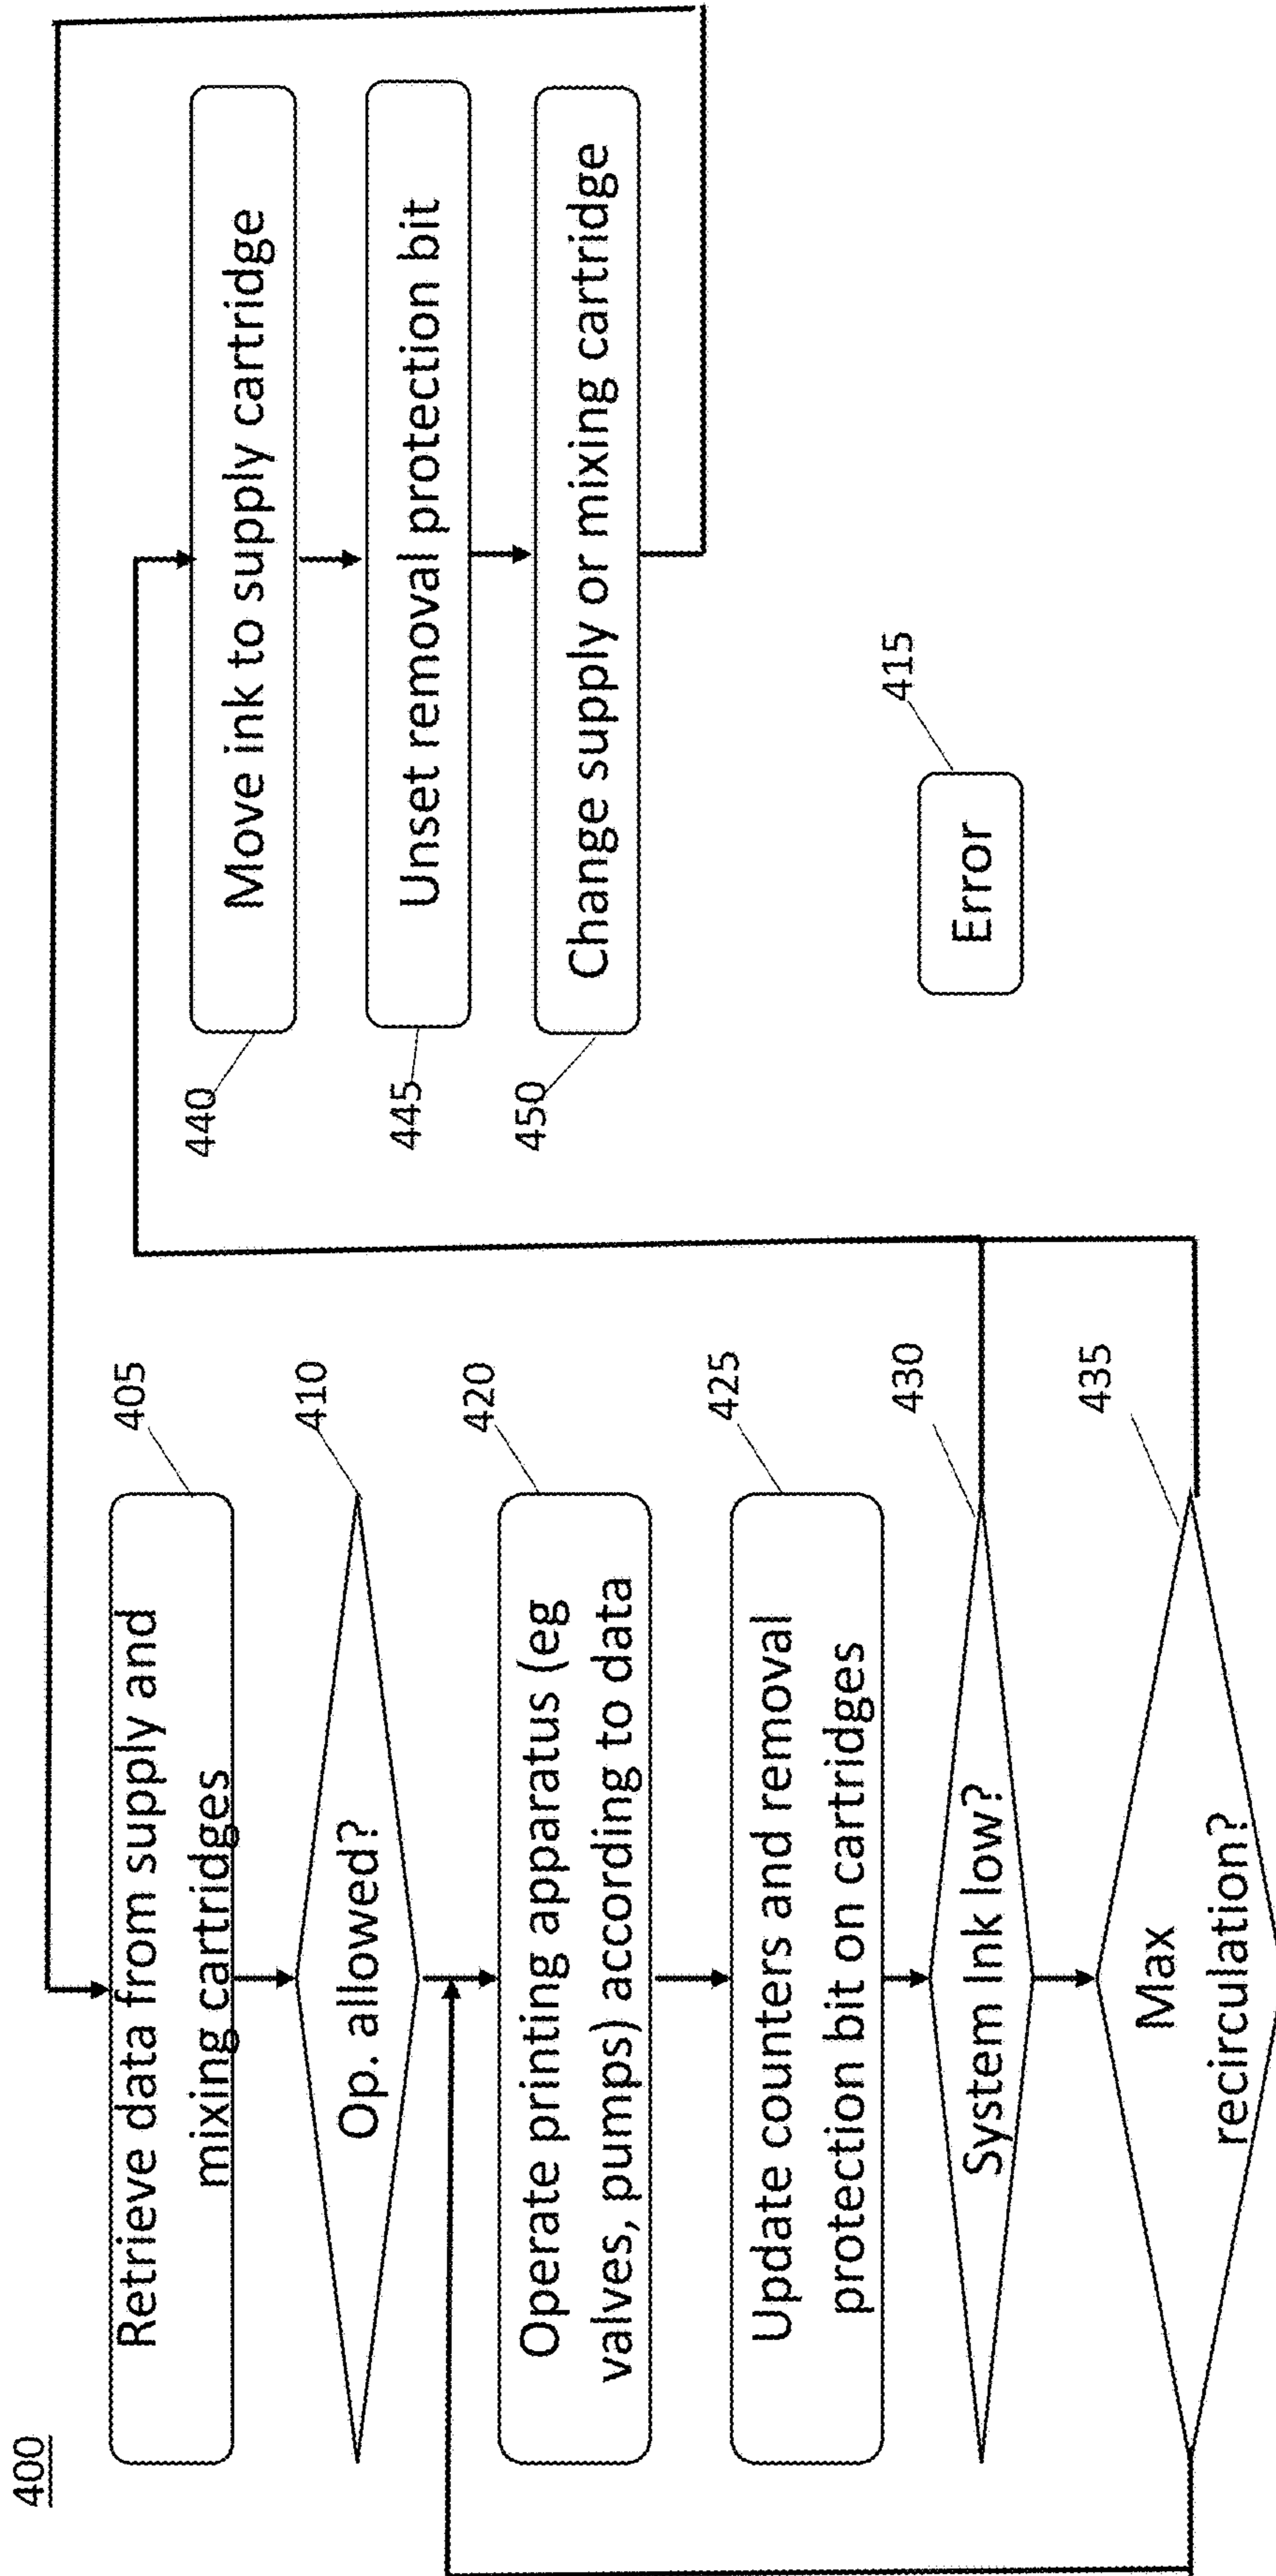 400
Retrieve data from supply and
mixing cartridges
405
Op. allowed?
410
Operate printing apparatus (eg
valves, pumps) according to data
420
Update counters and removal
protection bit on cartridges
425
System Ink low?
430
Max
recirculation?
435
Move ink to supply cartridge
440
Unset removal protection bit
445
Change supply or mixing cartridge
450
Error
415